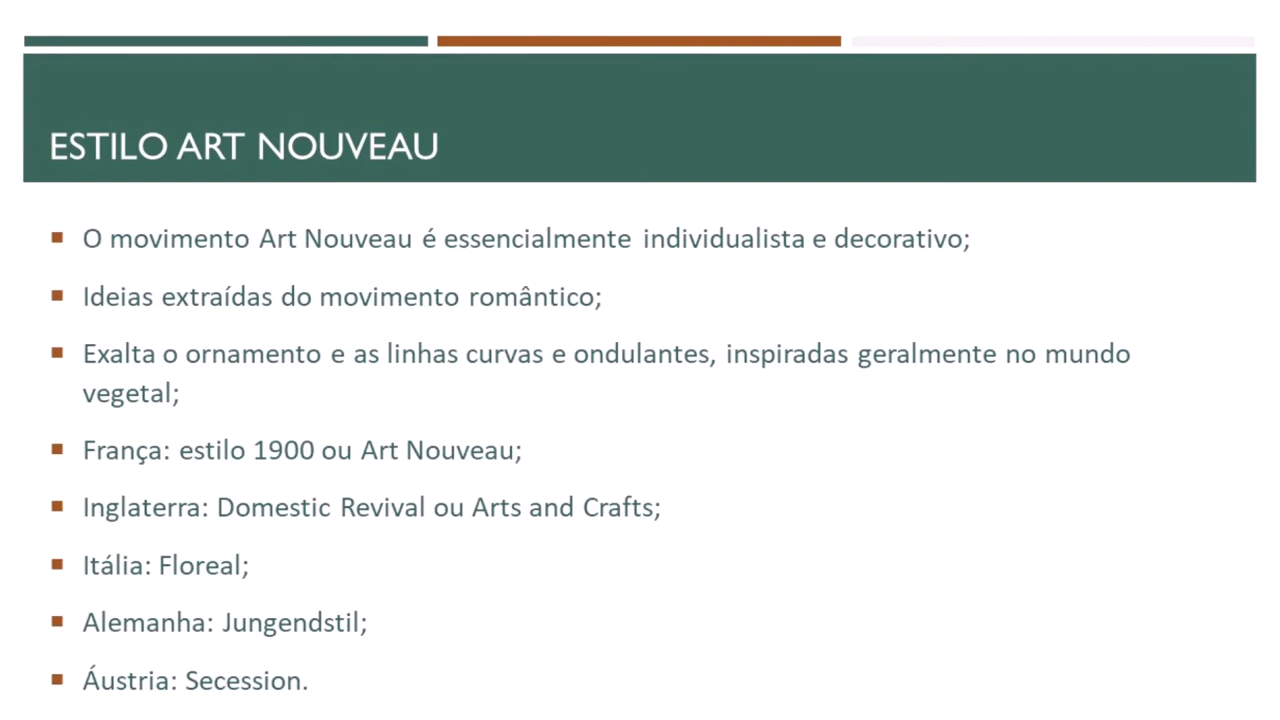 ESTILO ART NOUVEAU
▪ O movimento Art Nouveau é essencialmente individualista e decorativo;
▪ Ideias extraídas do movimento romântico;
▪ Exalta o ornamento e as linhas curvas e ondulantes, inspiradas geralmente no mundo
vegetal;
▪ França: estilo 1900 ou Art Nouveau;
▪ Inglaterra: Domestic Revival ou Arts and Crafts;
▪ Itália: Floreal;
▪ Alemanha: Jungendstil;
▪ Áustria: Secession.